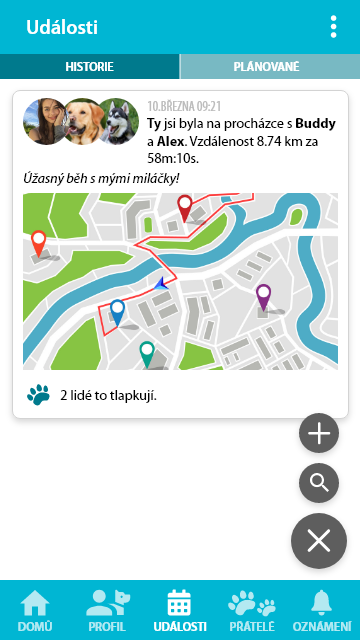 Události
HISTORIE
PLÁNOVANÉ
10.BŘEZNA 09:21
Ty jsi byla na procházce s Buddy
a Alex. Vzdálenost 8.74 km za
58m:10s.
Úžasný běh s mými miláčky!
2 lidé to tlapkují.
DOMŮ
PROFIL
UDÁLOSTI
PŘÁTELÉ
OZNÁMENÍ